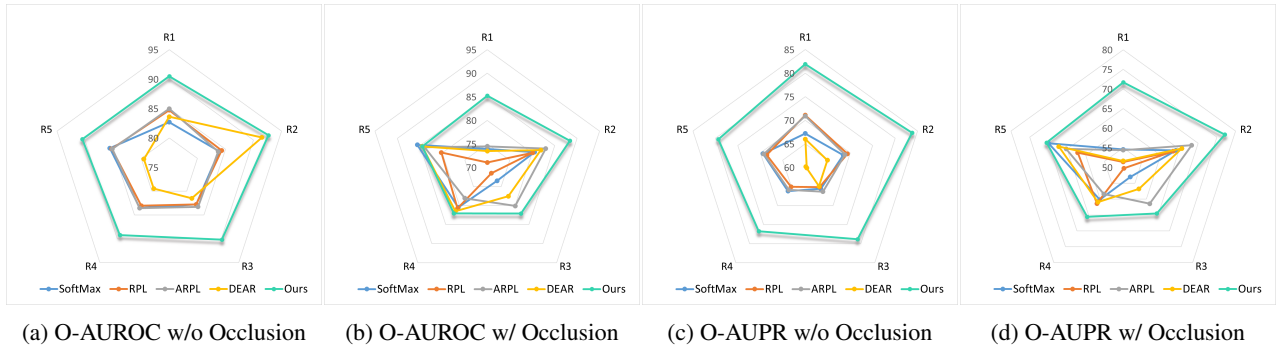 R1
95
90
85
80
75
R2
R3
R4
R5
SoftMax RPL ARPL DEAR Ours
(a) O-AUROC w/o Occlusion
R1
95
90
85
80
75
70
R2
R3
R4
R5
SoftMax RPL ARPL DEAR Ours
(b) O-AUROC w/ Occlusion
R1
85
80
75
70
65
60
R2
R3
R4
R5
SoftMax RPL ARPL DEAR Ours
(c) O-AUPR w/o Occlusion
R1
80
75
70
65
60
55
50
R2
R3
R4
R5
SoftMax RPL ARPL DEAR Ours
(d) O-AUPR w/ Occlusion